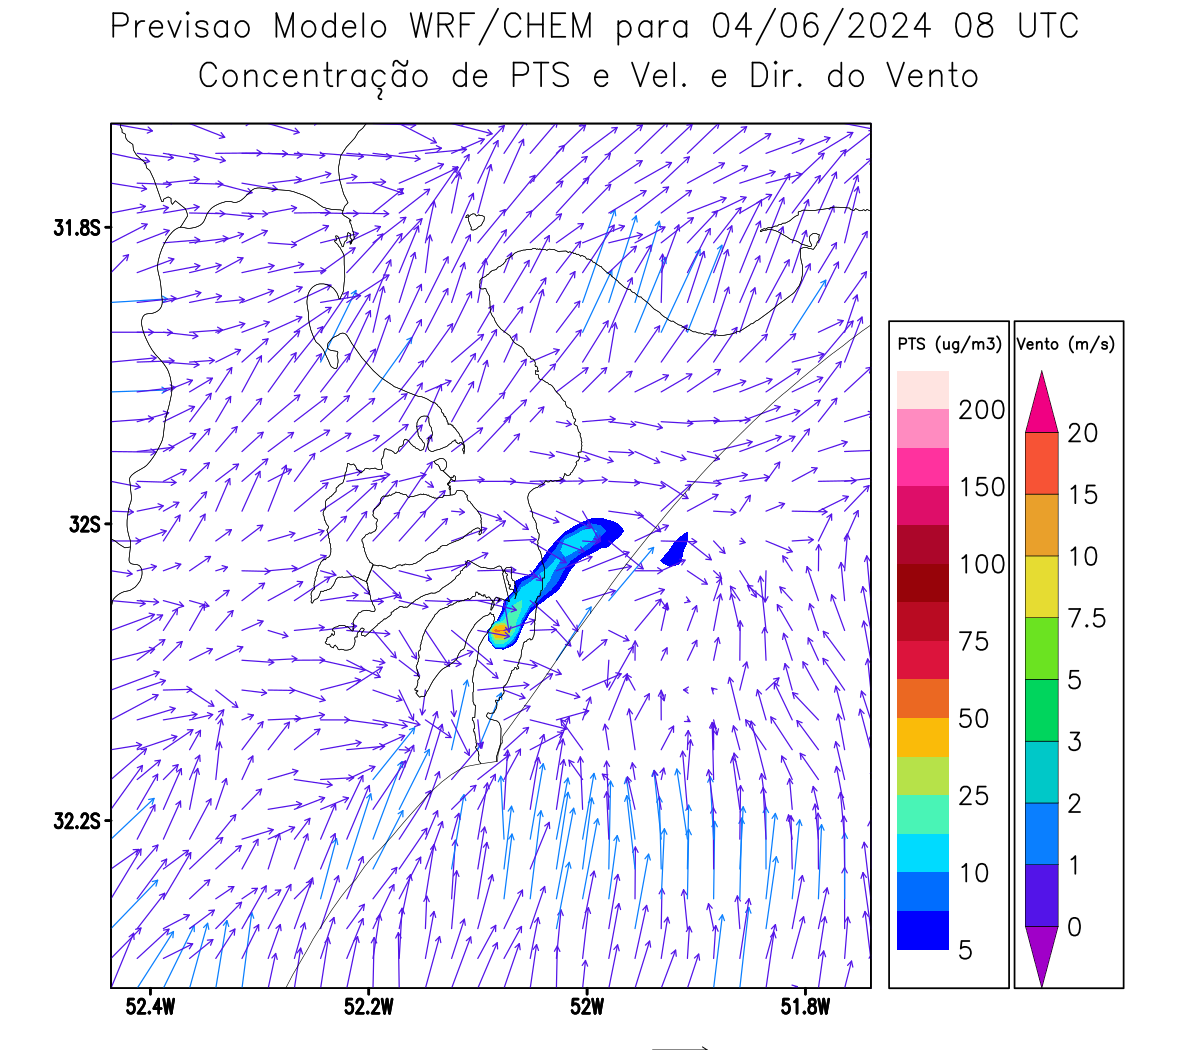 Previsao Modelo WRF/CHEM para 04/06/2024 08 UTC
Concentração de PTS e Vel. e Dir. do Vento
31.8S
32S
32.2S
52.4W
52.2W
52W
51.8W
PTS (ug/m3)
200
150
100
75
50
25
10
5
Vento (m/s)
20
15
10
7.5
5
3
2
1
0